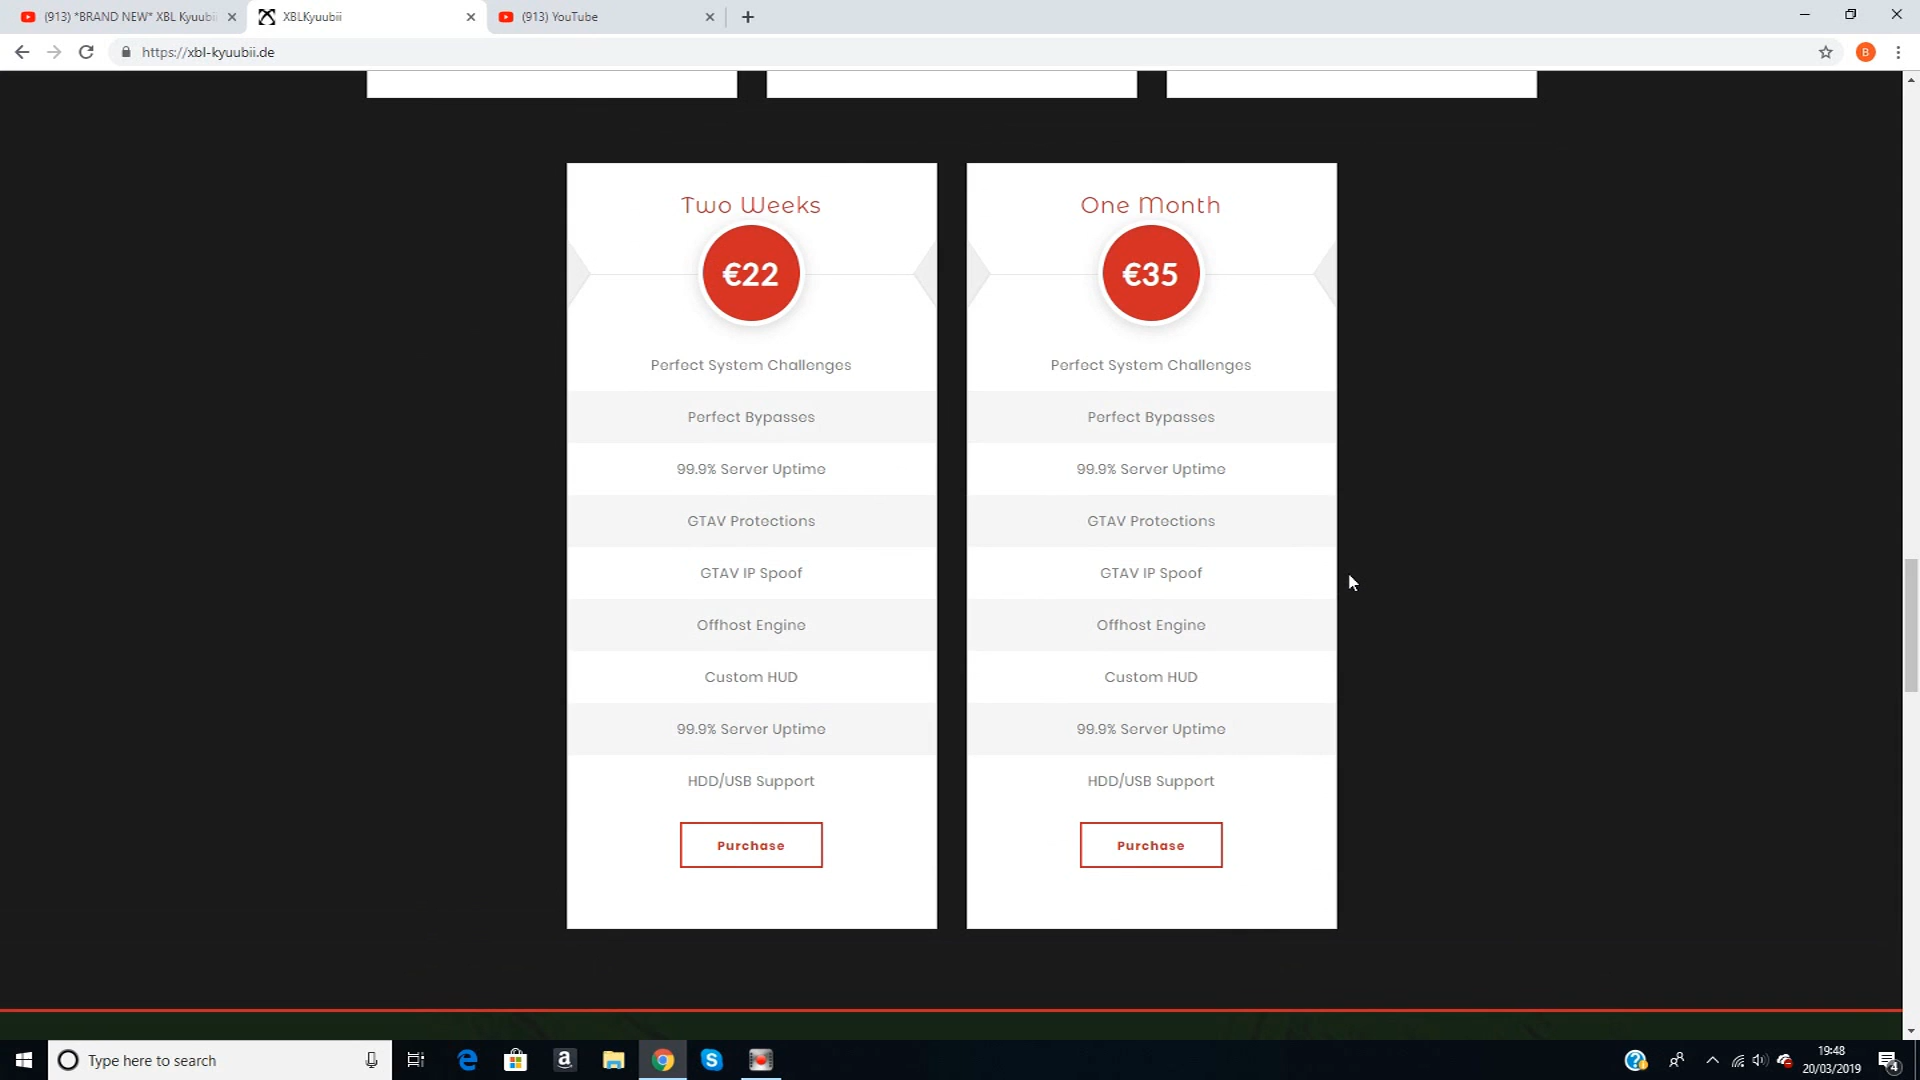 (913) *BRAND NEW* XBL Kyuubii
XBLKyuubii
(913) YouTube
https://xbl-kyuubii.de
B
Two Weeks
€22
Perfect System Challenges
Perfect Bypasses
99.9% Server Uptime
GTAV Protections
GTAV IP Spoof
Offhost Engine
Custom HUD
99.9% Server Uptime
HDD/USB Support
Purchase
One Month
€35
Perfect System Challenges
Perfect Bypasses
99.9% Server Uptime
GTAV Protections
GTAV IP Spoof
Offhost Engine
Custom HUD
99.9% Server Uptime
HDD/USB Support
Purchase
Type here to search
19:48
20/03/2019
4